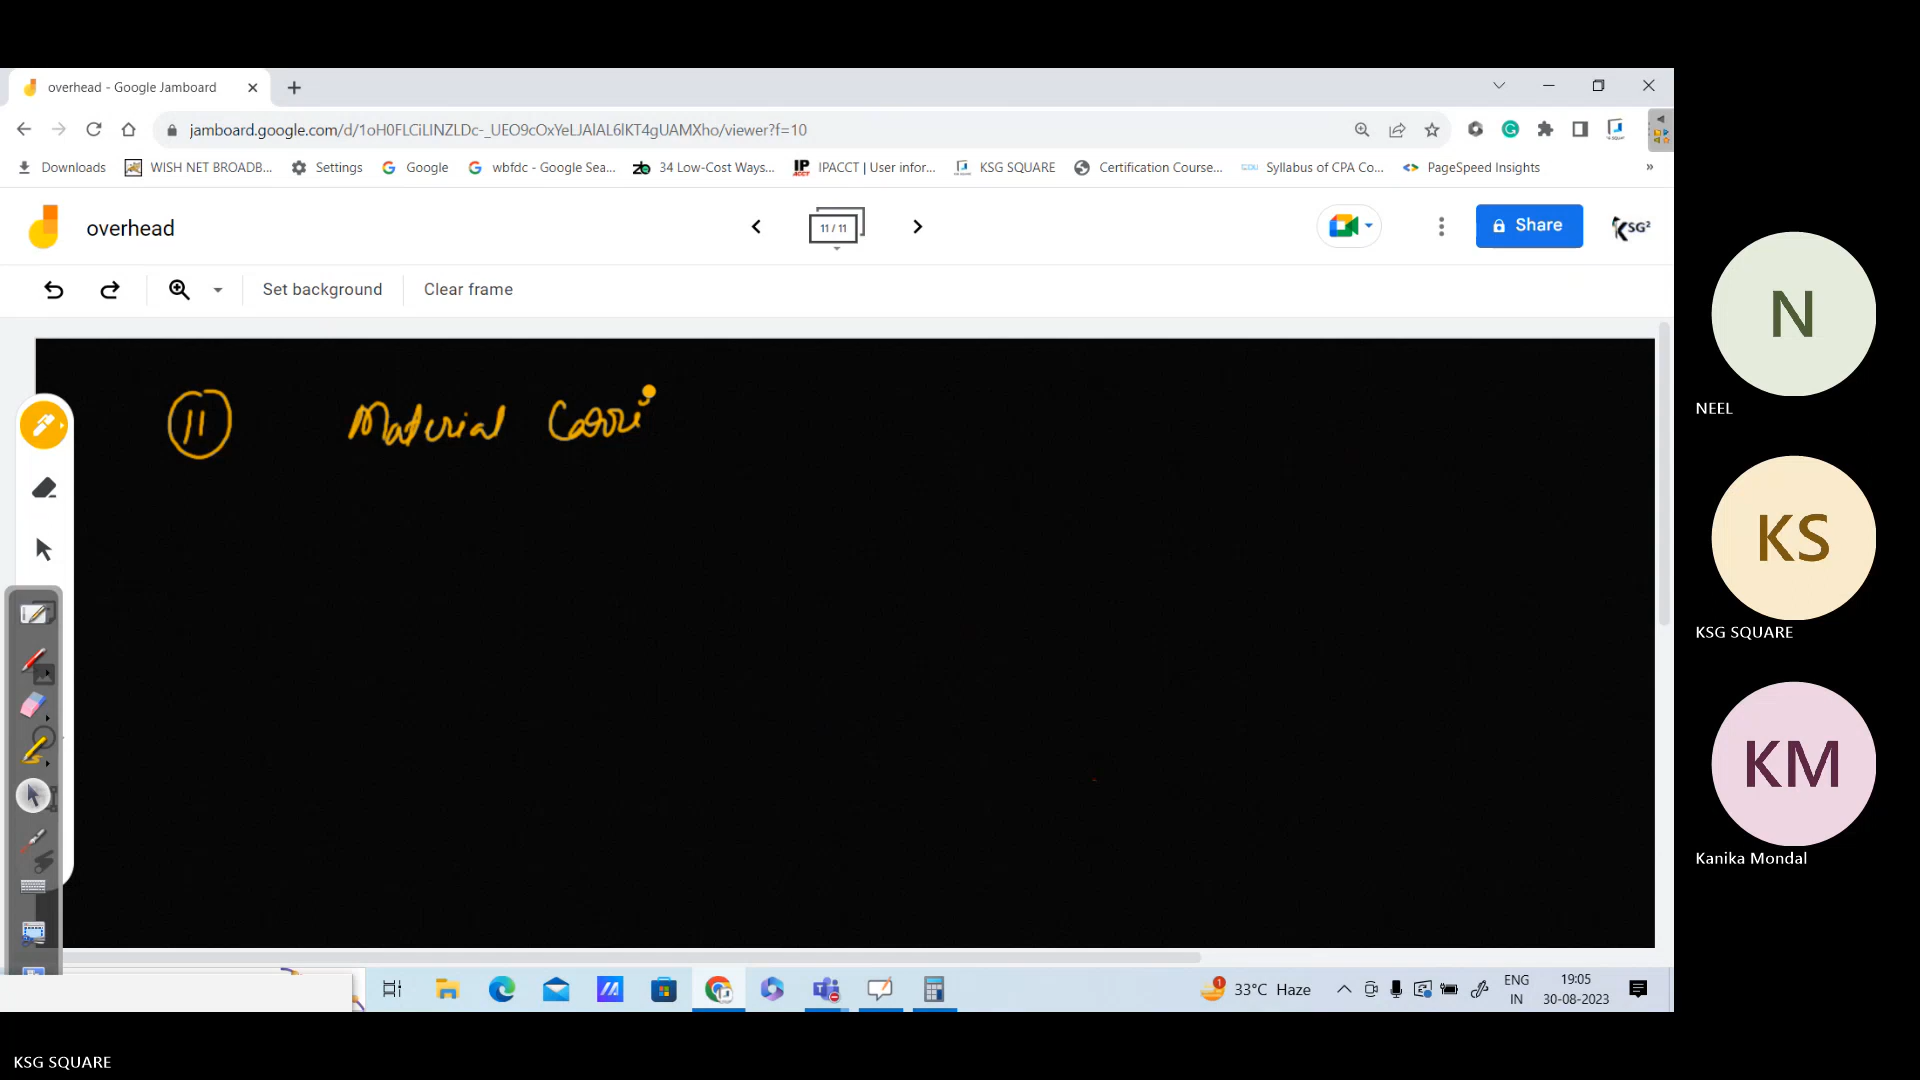 overhead - Google Jamboard
jamboard.google.com/d/1oH0FLCiLINZLDc-_UEO9cOxYeLJAlAL6lKT4gUAMXho/viewer?f=10
Downloads WISH NET BROADB... Settings Google wbfdc - Google Sea... 34 Low-Cost Ways... IPACCT | User infor... KSG SQUARE Certification Course... Syllabus of CPA Co... PageSpeed Insights »
overhead 11 / 11 Share KSG²
Set background Clear frame
11 Material Carri
N
NEEL
KS
KSG SQUARE
KM
Kanika Mondal
33°C Haze ENG 19:05
IN 30-08-2023
KSG SQUARE